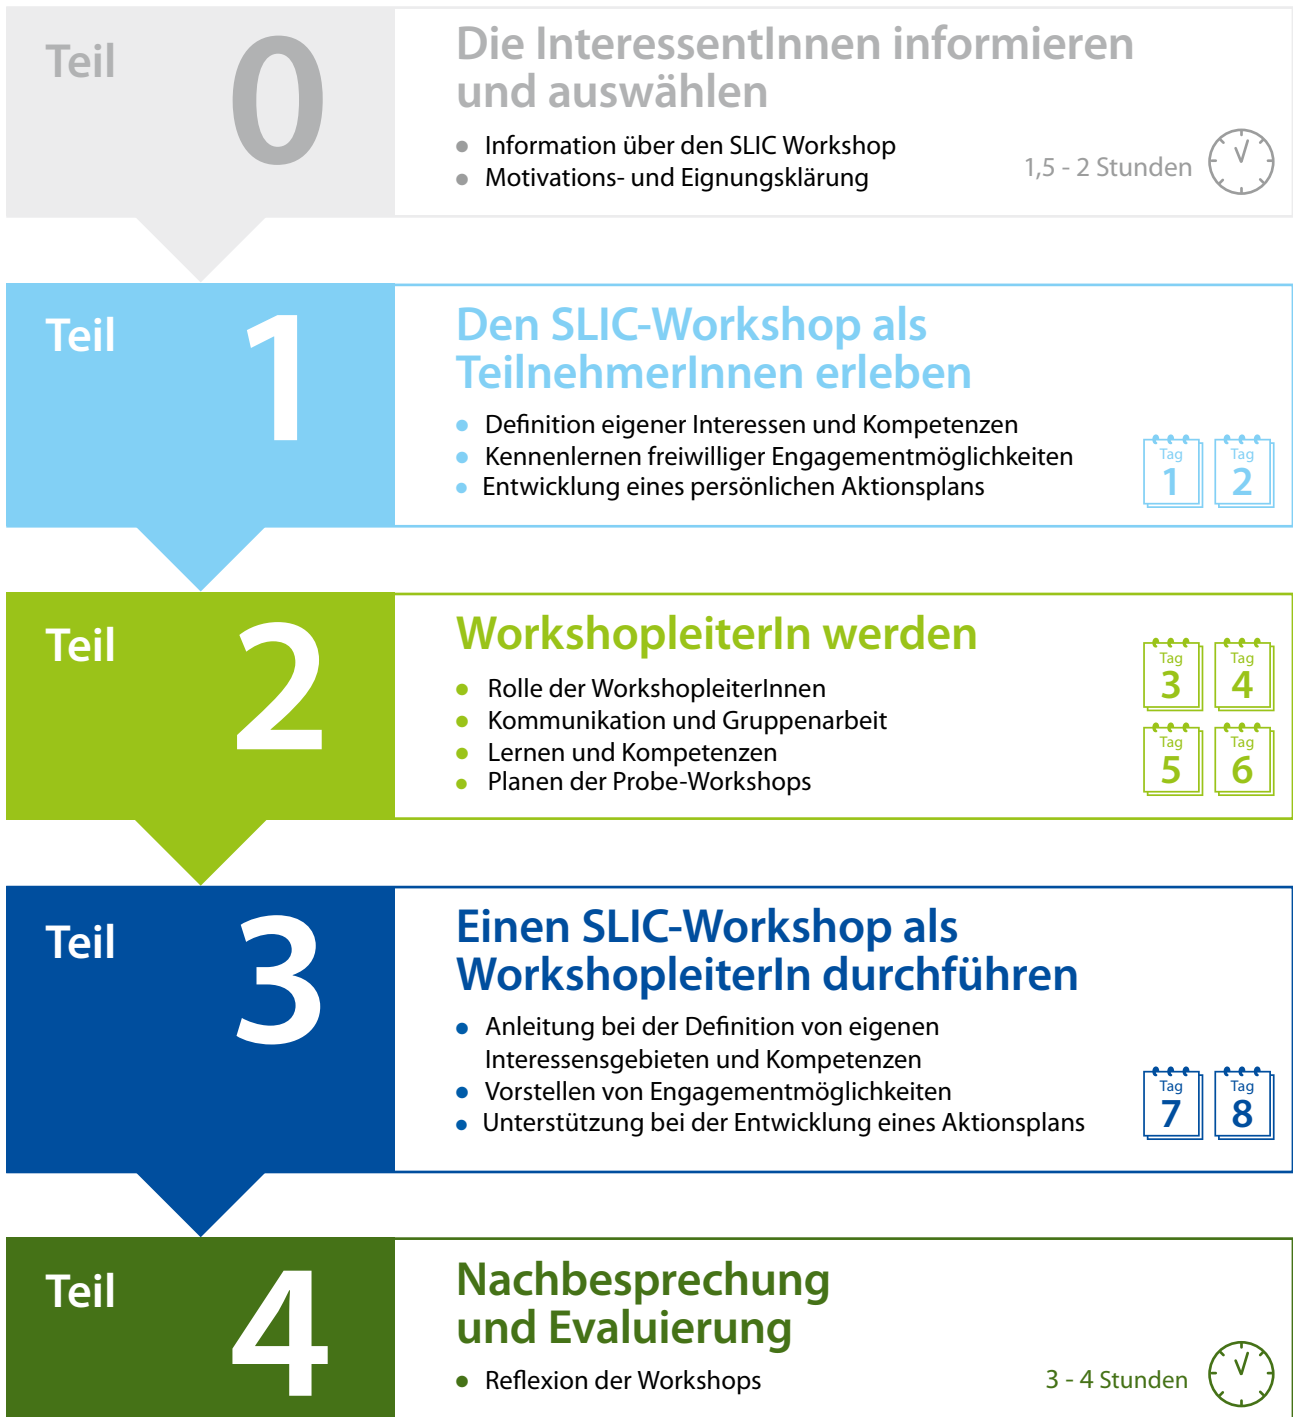 Teil 0
Die InteressentInnen informieren
und auswählen
● Information über den SLIC Workshop
● Motivations- und Eignungsklärung
1,5 - 2 Stunden
Teil 1
Den SLIC-Workshop als
TeilnehmerInnen erleben
● Definition eigener Interessen und Kompetenzen
● Kennenlernen freiwilliger Engagementmöglichkeiten
● Entwicklung eines persönlichen Aktionsplans
Tag 1
Tag 2
Teil 2
WorkshopleiterIn werden
● Rolle der WorkshopleiterInnen
● Kommunikation und Gruppenarbeit
● Lernen und Kompetenzen
● Planen der Probe-Workshops
Tag 3
Tag 4
Tag 5
Tag 6
Teil 3
Einen SLIC-Workshop als
WorkshopleiterIn durchführen
● Anleitung bei der Definition von eigenen
Interessensgebieten und Kompetenzen
● Vorstellen von Engagementmöglichkeiten
● Unterstützung bei der Entwicklung eines Aktionsplans
Tag 7
Tag 8
Teil 4
Nachbesprechung
und Evaluierung
● Reflexion der Workshops
3 - 4 Stunden